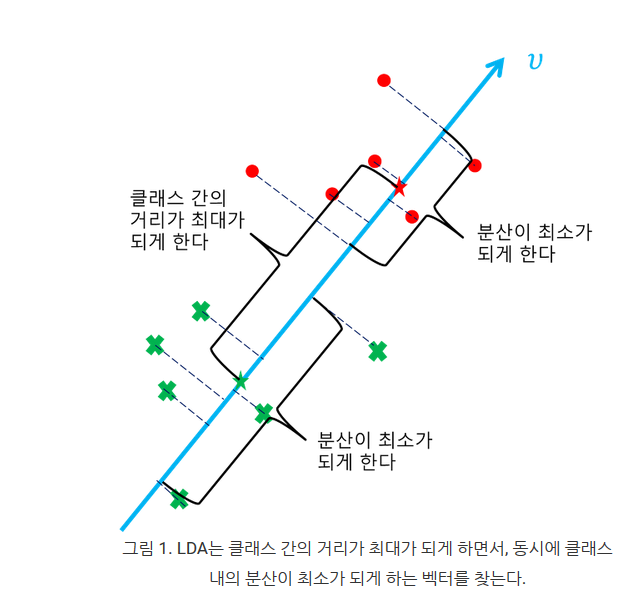 υ
클래스 간의
거리가 최대가
되게 한다
분산이 최소가
되게 한다
분산이 최소가
되게 한다
그림 1. LDA는 클래스 간의 거리가 최대가 되게 하면서, 동시에 클래스
내의 분산이 최소가 되게 하는 벡터를 찾는다.